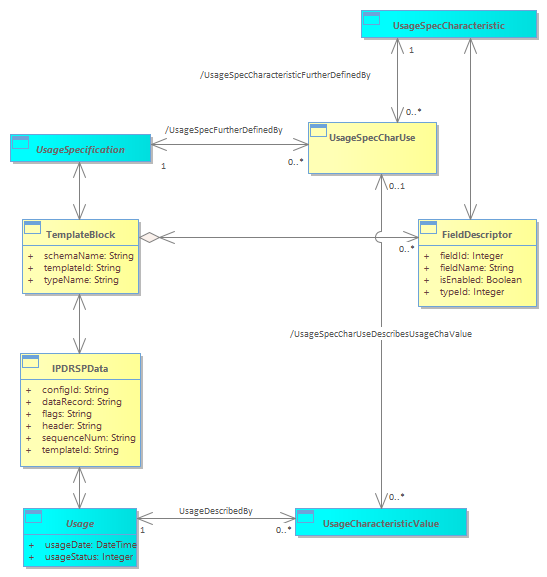 UsageSpecCharacteristic
1
/UsageSpecCharacteristicFurtherDefinedBy
0..*
/UsageSpecFurtherDefinedBy
UsageSpecCharUse
UsageSpecification
1
0..*
0..1
TemplateBlock
+ schemaName: String
+ templateId: String
+ typeName: String
0..*
FieldDescriptor
+ fieldId: Integer
+ fieldName: String
+ isEnabled: Boolean
+ typeId: Integer
/UsageSpecCharUseDescribesUsageChaValue
IPDRSPData
+ configId: String
+ dataRecord: String
+ flags: String
+ header: String
+ sequenceNum: String
+ templateId: String
0..*
Usage
+ usageDate: DateTime
+ usageStatus: Integer
UsageDescribedBy
1
0..*
UsageCharacteristicValue